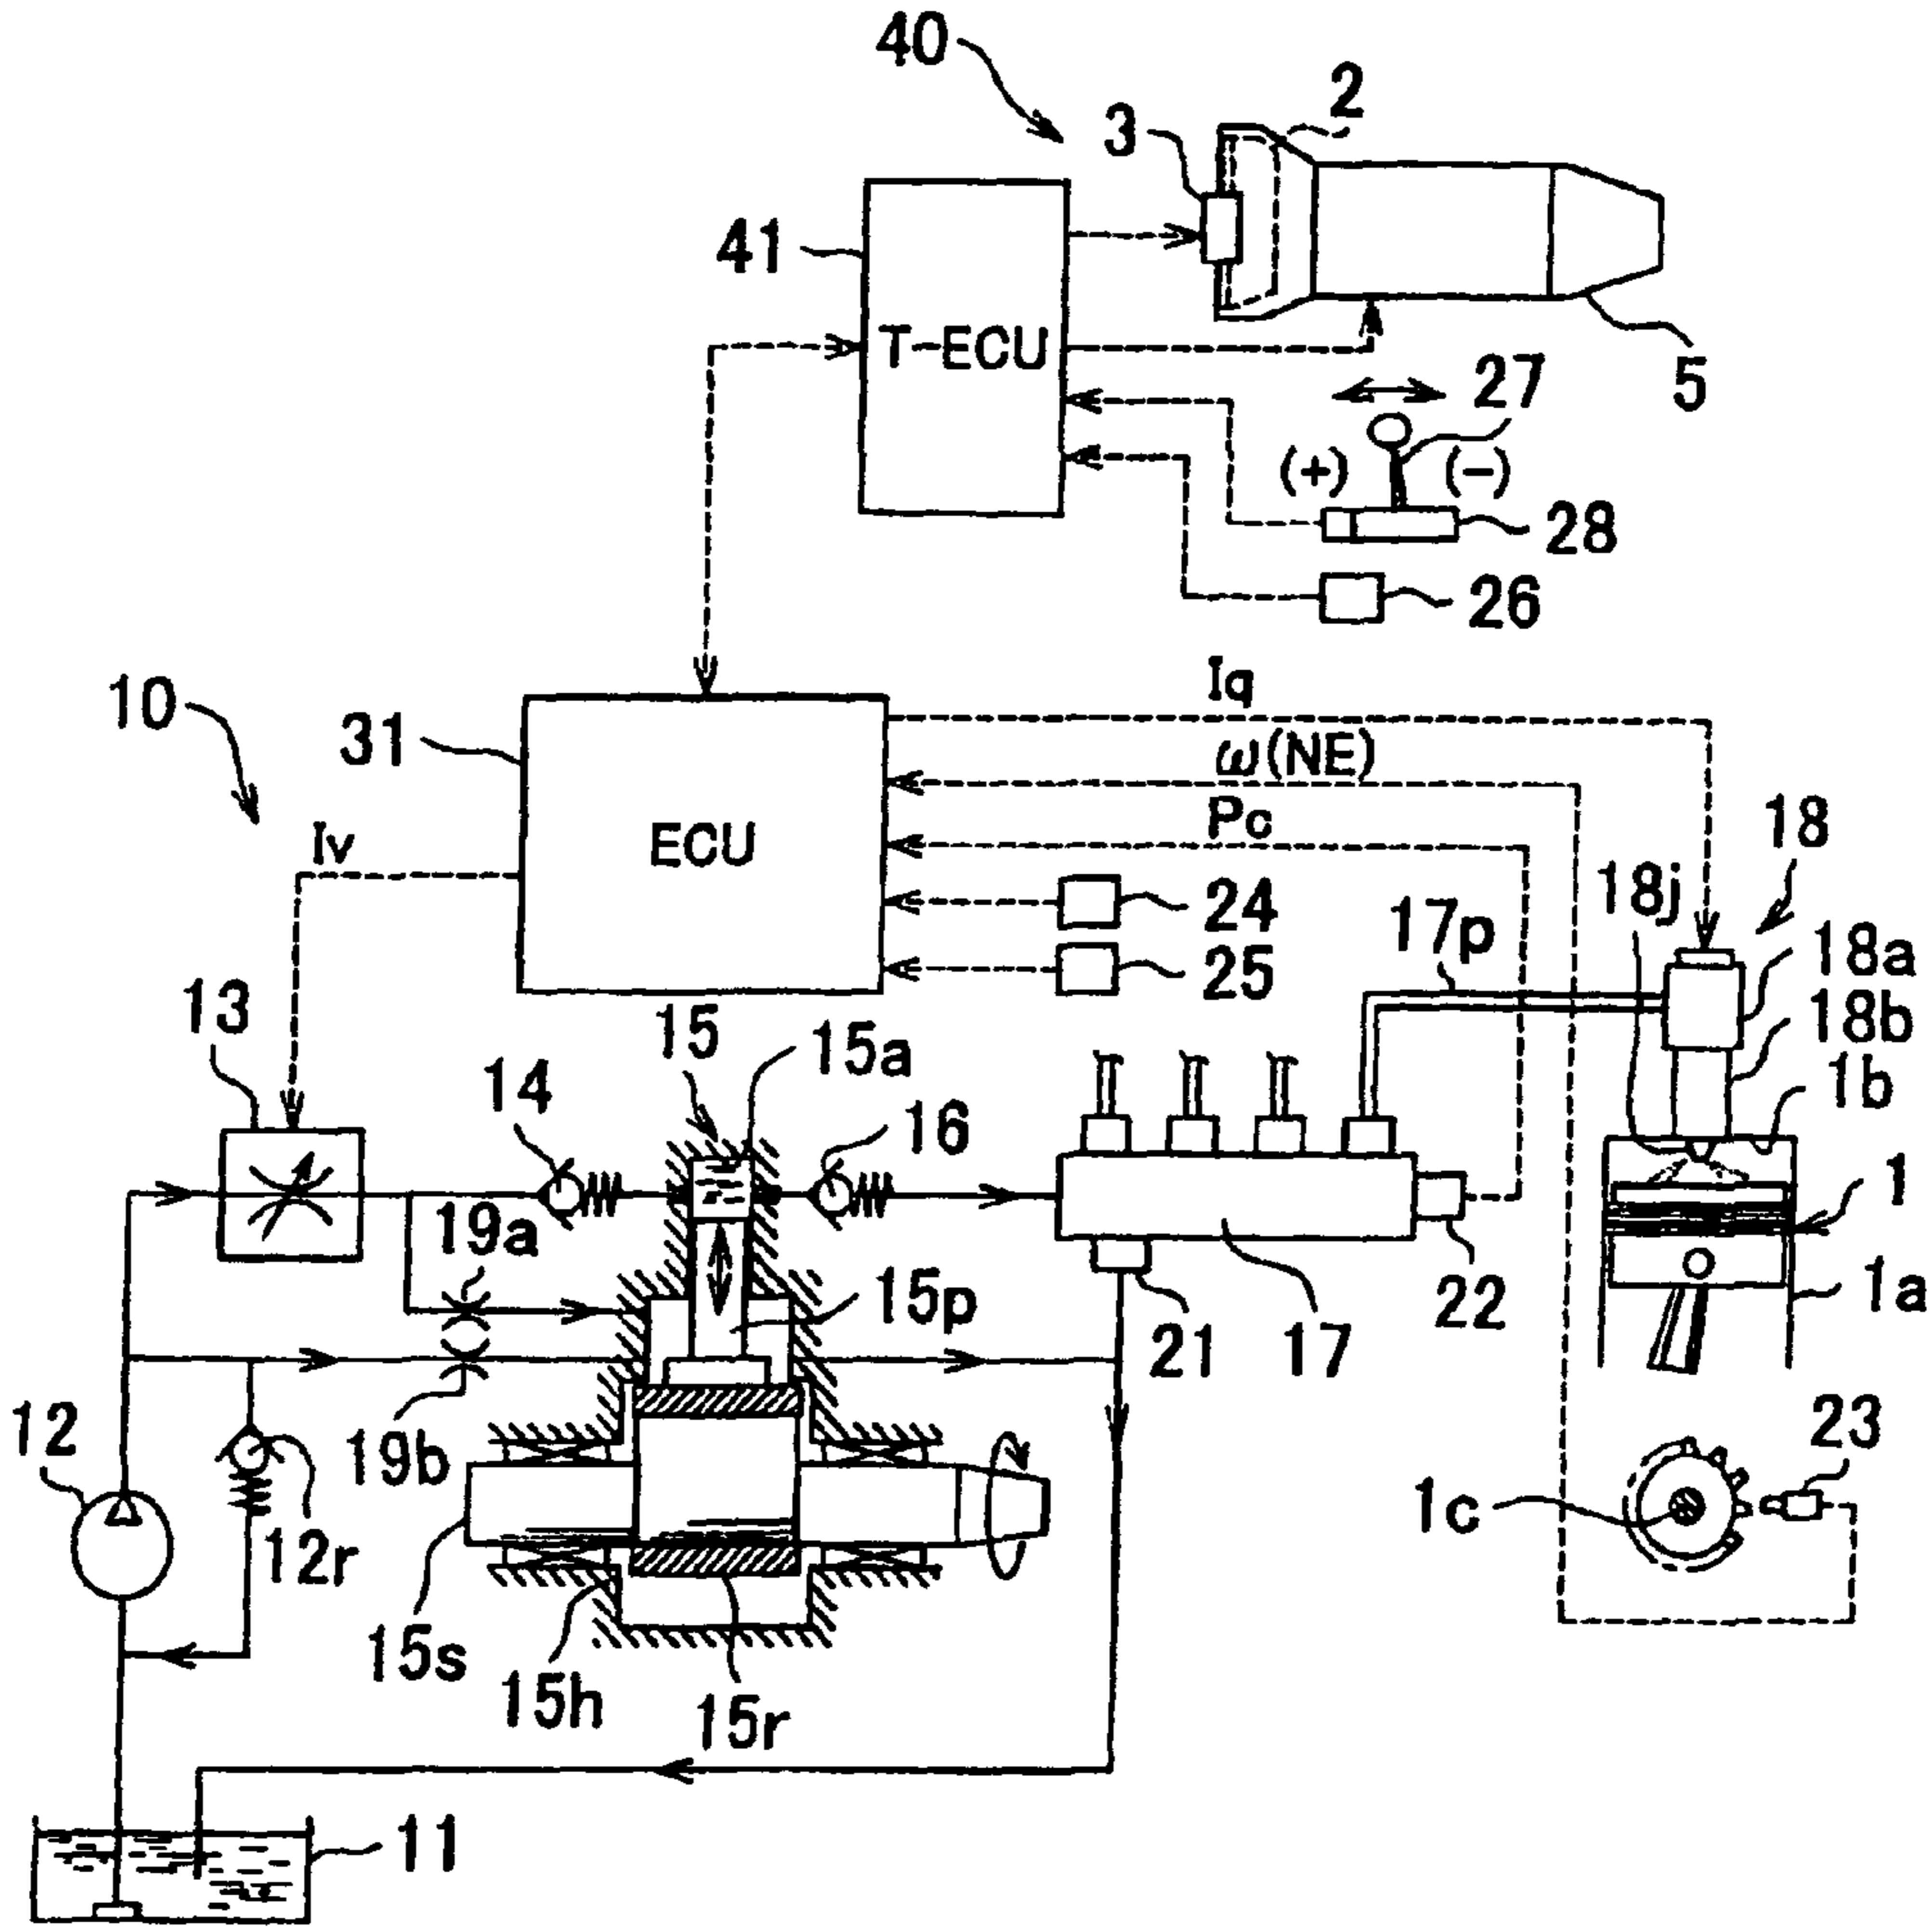 40
2
3
41
T-ECU
5
27
(+) (-)
28
26
10
31
Iq
ω(NE)
Pc
Iv
ECU
24
25
18
18j
17p
18a
18b
1b
13
15
15a
14
16
19a
15p
1
1a
22
21
17
12
19b
12r
23
1c
15s
15h
15r
11